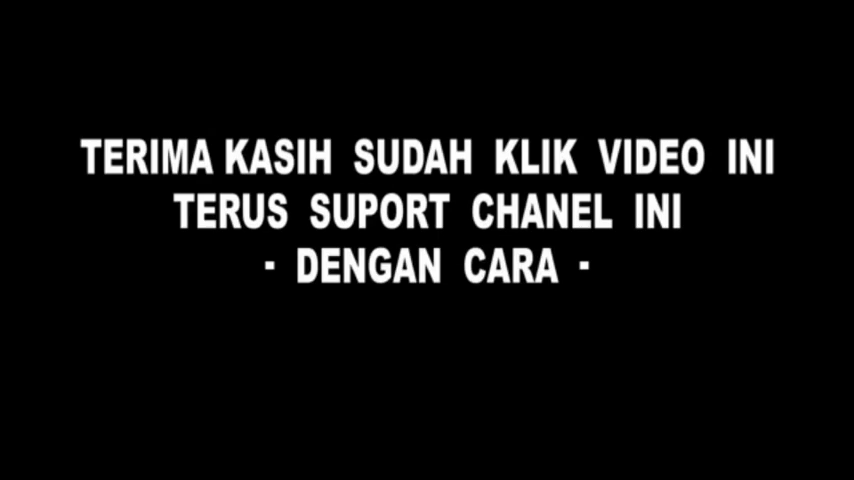 TERIMA KASIH SUDAH KLIK VIDEO INI
TERUS SUPORT CHANEL INI
- DENGAN CARA -